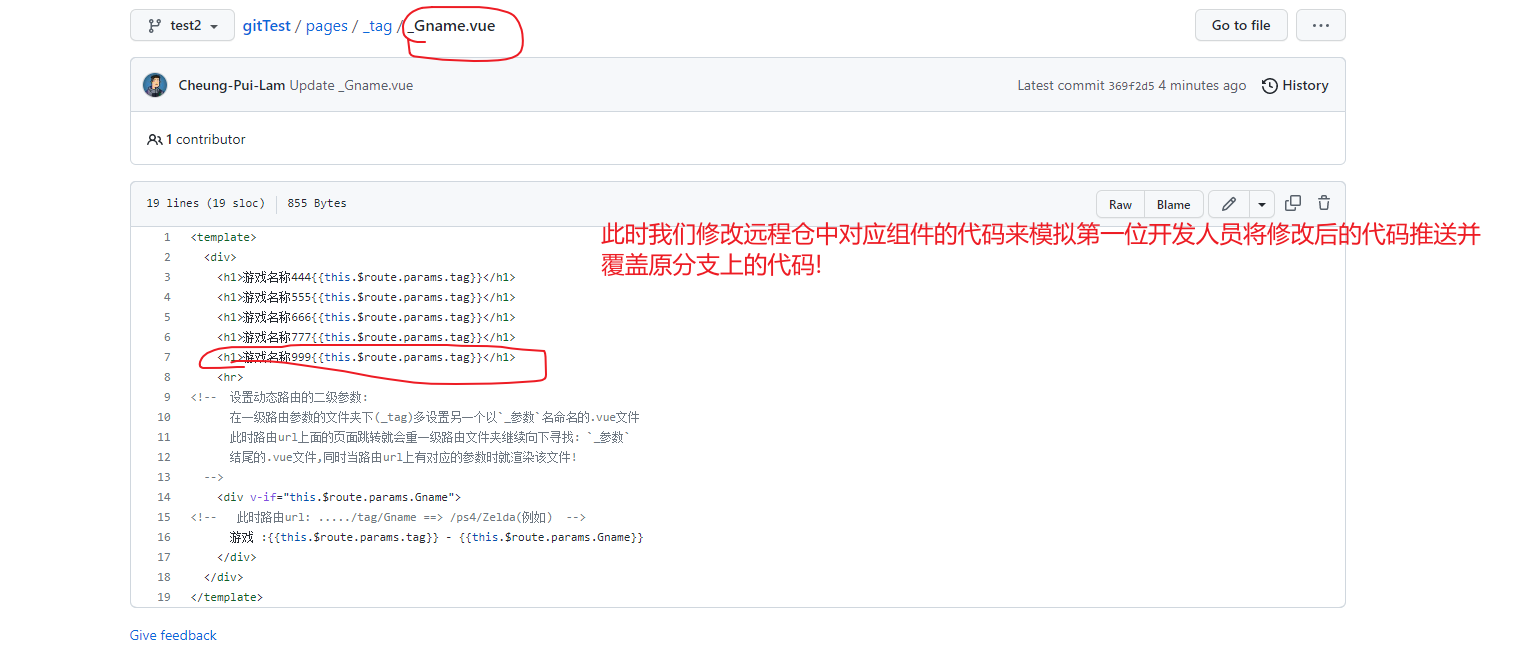 test2 gitTest / pages / _tag / _Gname.vue Go to file ...
Cheung-Pui-Lam Update _Gname.vue Latest commit 369f2d5 4 minutes ago History
1 contributor
19 lines (19 sloc) 855 Bytes Raw Blame
此时我们修改远程仓中对应组件的代码来模拟第一位开发人员将修改后的代码推送并
覆盖原分支上的代码!
1 <template>
2 <div>
3 <h1>游戏名称444{{this.$route.params.tag}}</h1>
4 <h1>游戏名称555{{this.$route.params.tag}}</h1>
5 <h1>游戏名称666{{this.$route.params.tag}}</h1>
6 <h1>游戏名称777{{this.$route.params.tag}}</h1>
7 <h1>游戏名称999{{this.$route.params.tag}}</h1>
8 <hr>
9 <!-- 设置动态路由的二级参数:
10 在一级路由参数的文件夹下(_tag)多设置另一个以`_参数`名命名的.vue文件
11 此时路由url上面的页面跳转就会重一级路由文件夹继续向下寻找: `_参数`
12 结尾的.vue文件,同时当路由url上有对应的参数时就渲染该文件!
13 -->
14 <div v-if="this.$route.params.Gname">
15 <!-- 此时路由url: ...../tag/Gname ==> /ps4/Zelda(例如) -->
16 游戏 :{{this.$route.params.tag}} - {{this.$route.params.Gname}}
17 </div>
18 </div>
19 </template>
Give feedback